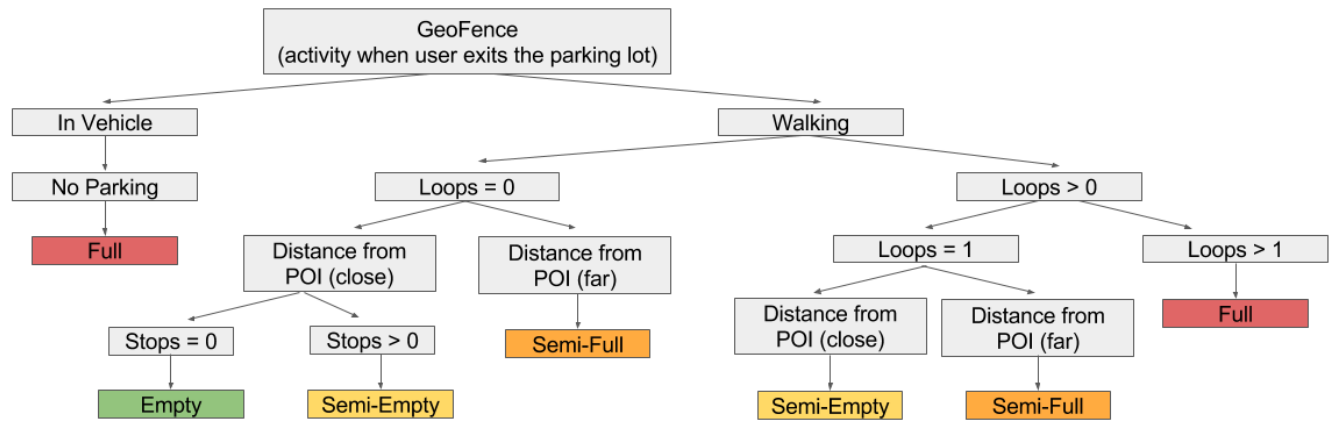 GeoFence
(activity when user exits the parking lot)
In Vehicle
Walking
No Parking
Loops = 0
Loops > 0
Full
Distance from
POI (close)
Distance from
POI (far)
Loops = 1
Loops > 1
Stops = 0
Stops > 0
Semi-Full
Distance from
POI (close)
Distance from
POI (far)
Full
Empty
Semi-Empty
Semi-Empty
Semi-Full